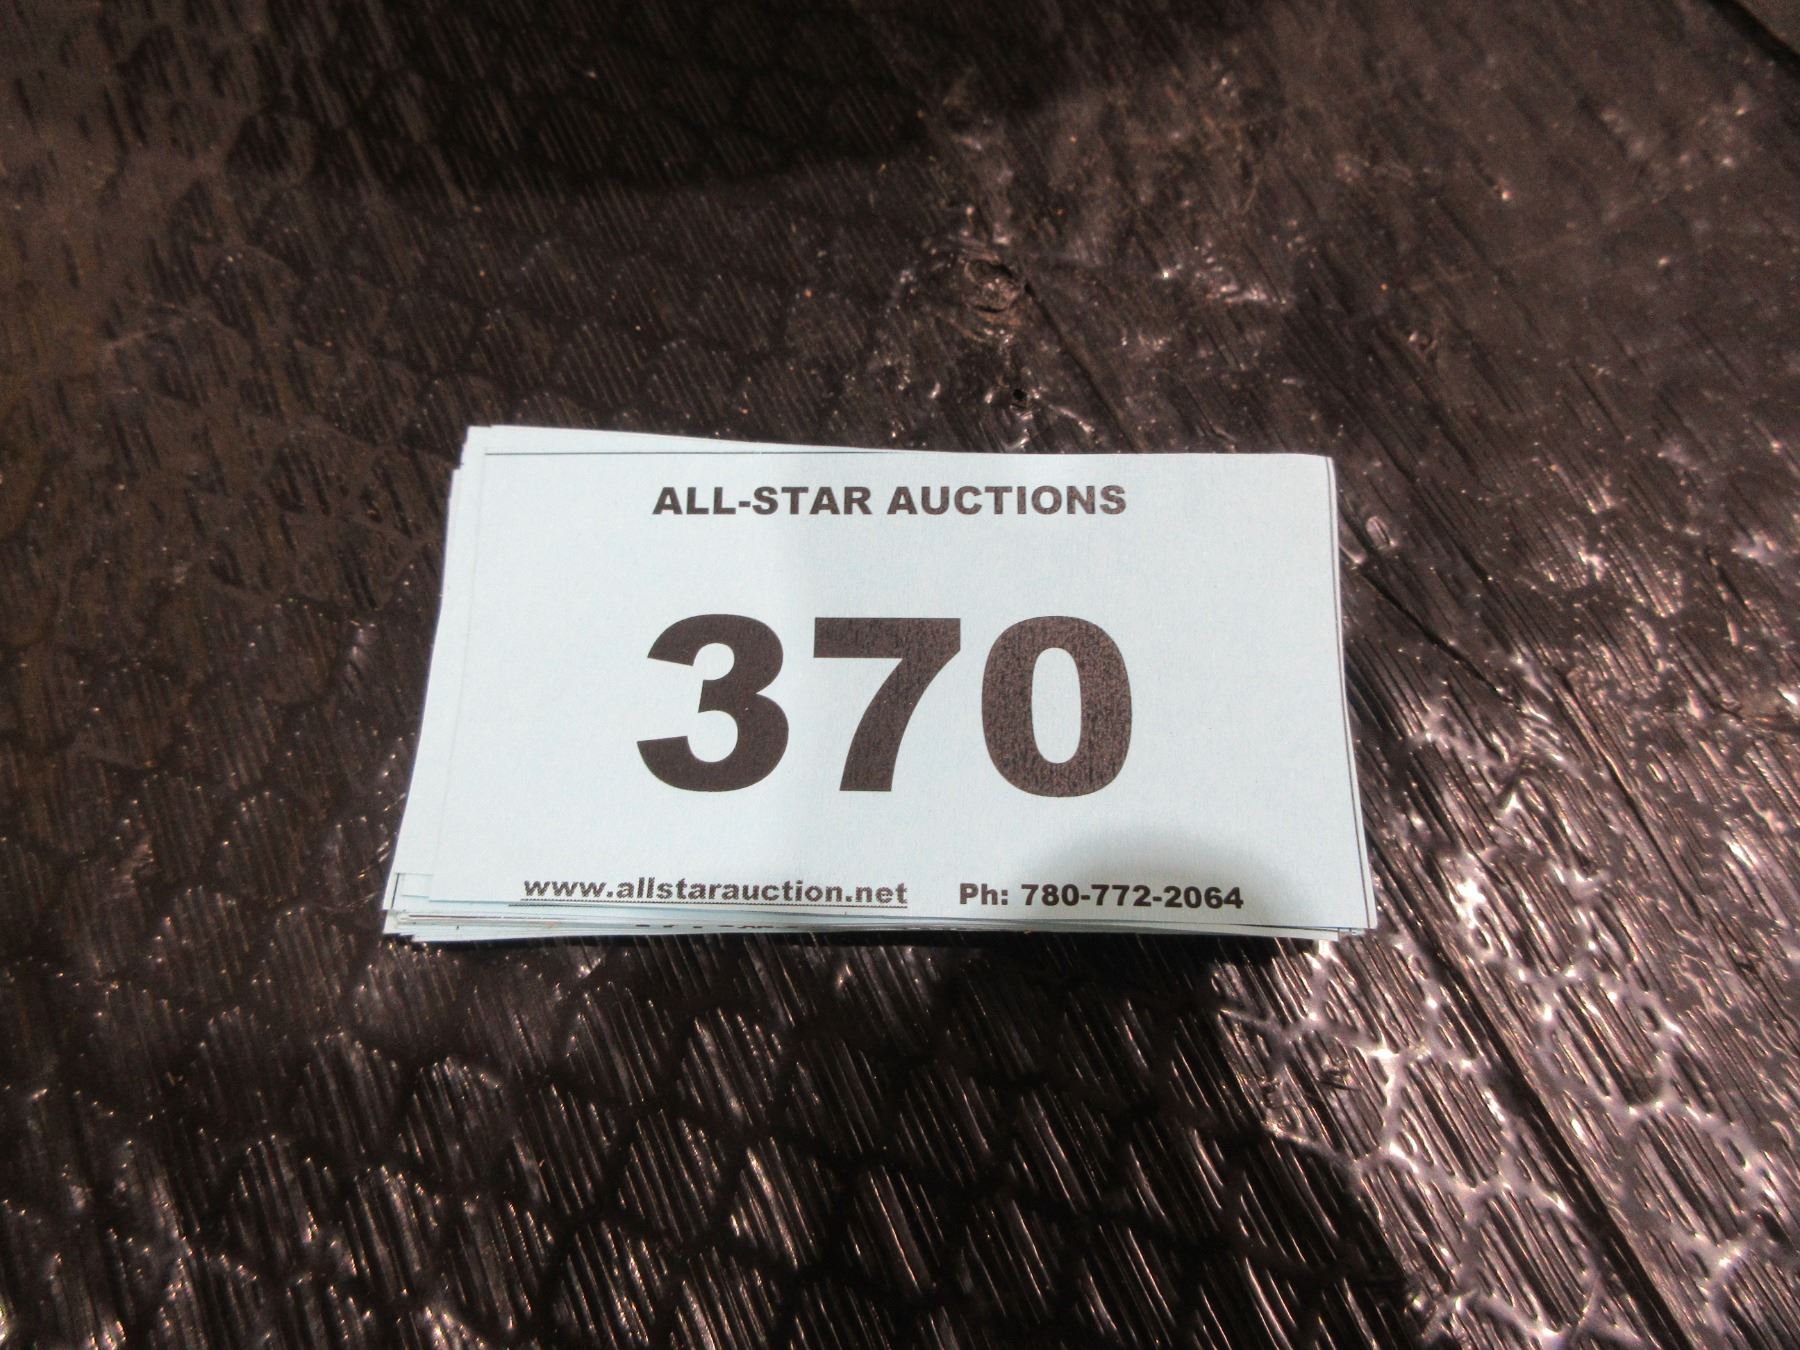 ALL-STAR AUCTIONS
370
www.allstarauction.net Ph: 780-772-2064